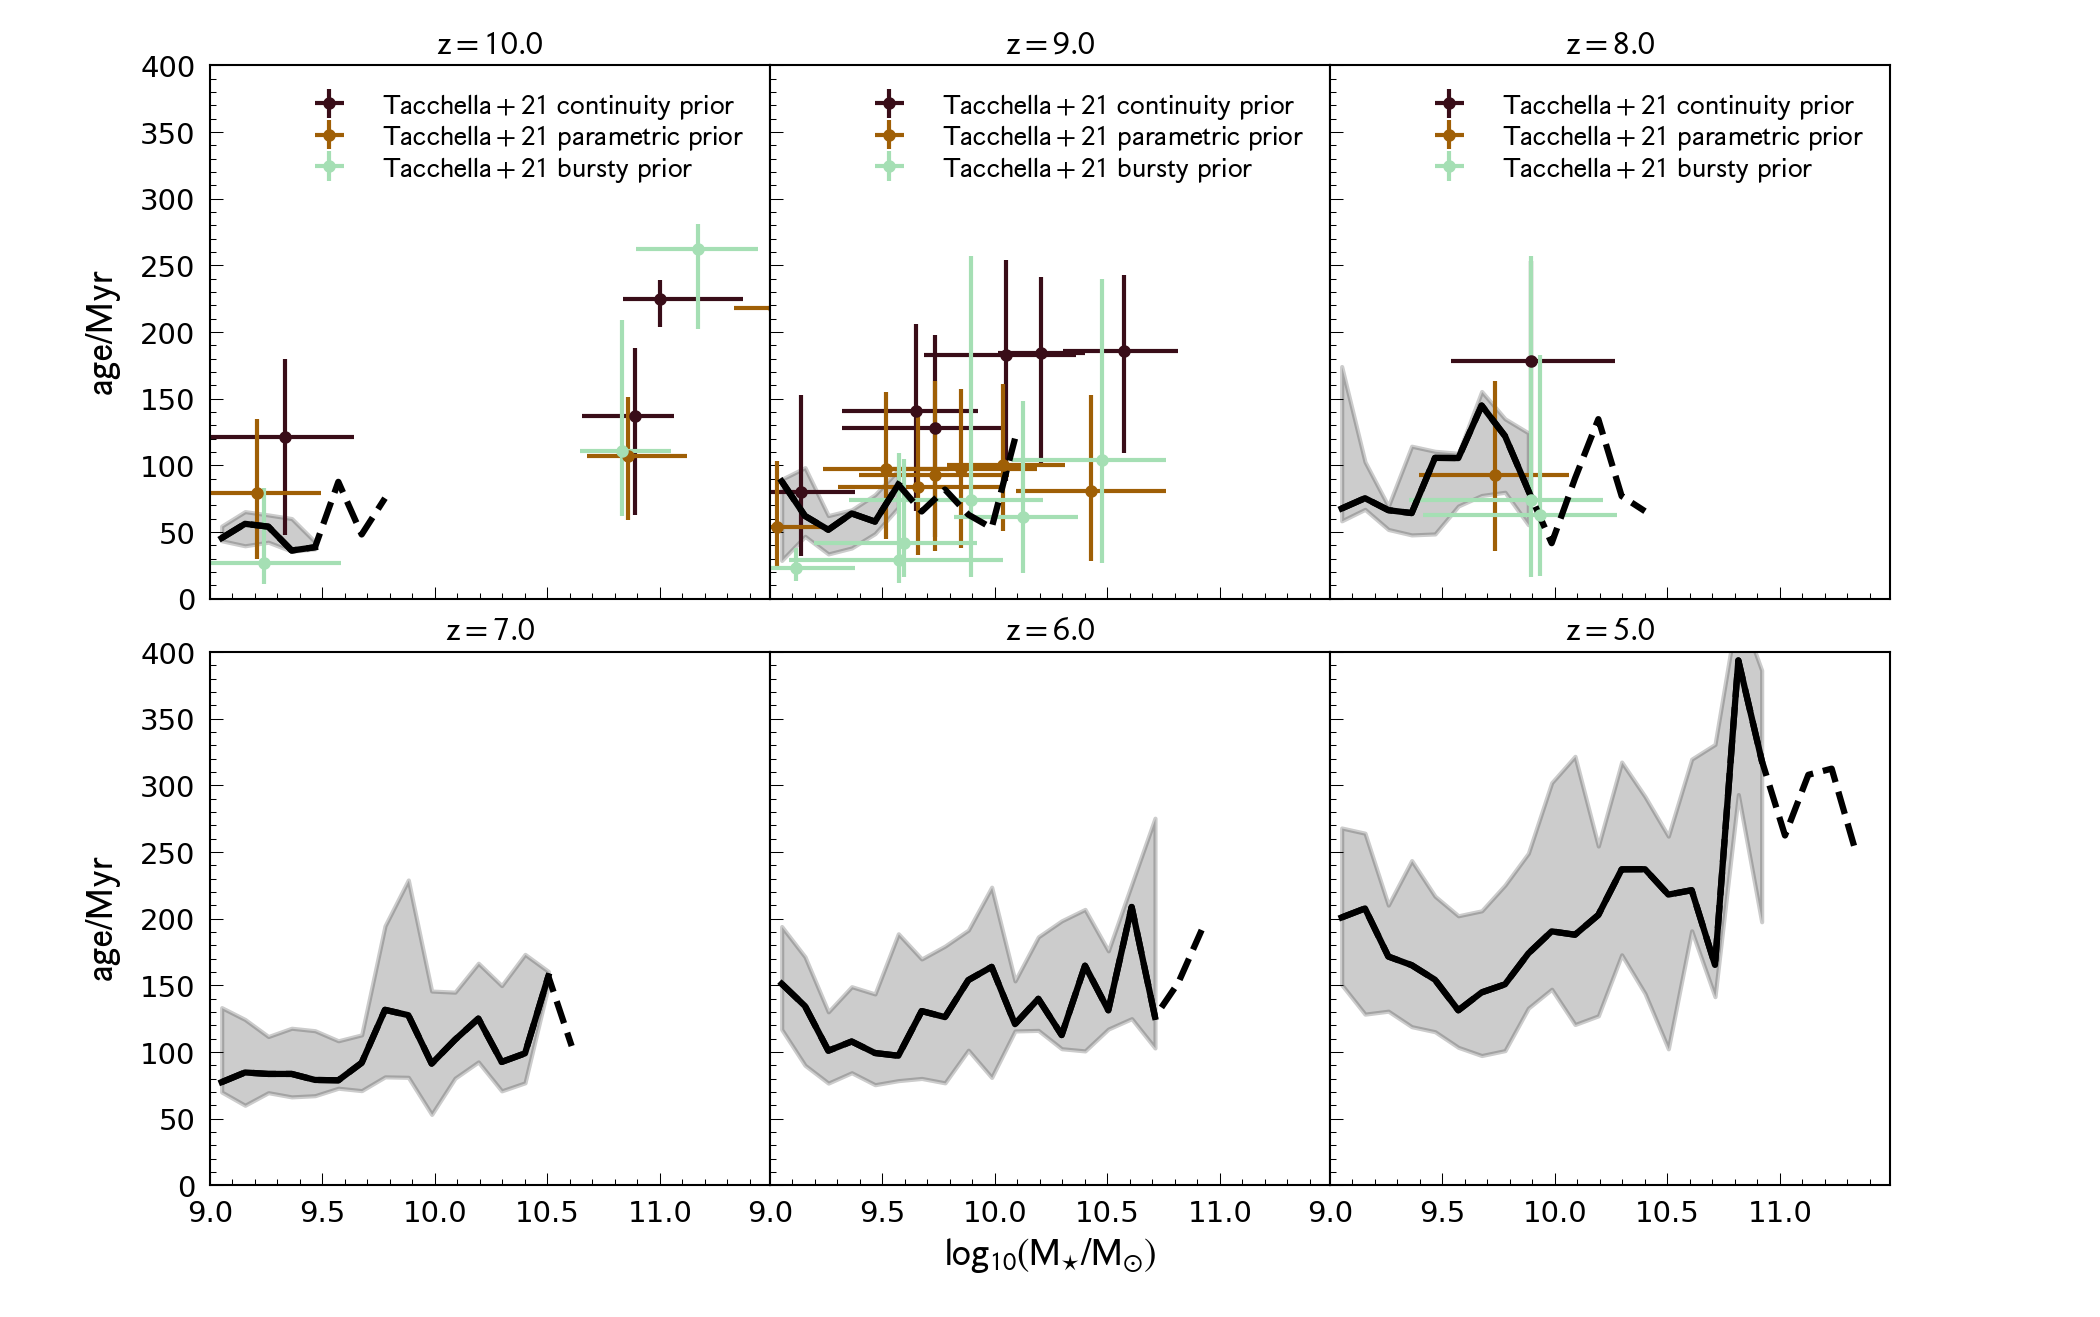 z = 10.0
z = 9.0
z = 8.0
400
350
300
250
200
150
100
50
0
age/Myr
Tacchella + 21 continuity prior
Tacchella + 21 parametric prior
Tacchella + 21 bursty prior
Tacchella + 21 continuity prior
Tacchella + 21 parametric prior
Tacchella + 21 bursty prior
Tacchella + 21 continuity prior
Tacchella + 21 parametric prior
Tacchella + 21 bursty prior
z = 7.0
z = 6.0
z = 5.0
400
350
300
250
200
150
100
50
0
age/Myr
9.0 9.5 10.0 10.5 11.0
9.0 9.5 10.0 10.5 11.0
9.0 9.5 10.0 10.5 11.0
log₁₀(M⋆/M⊙)